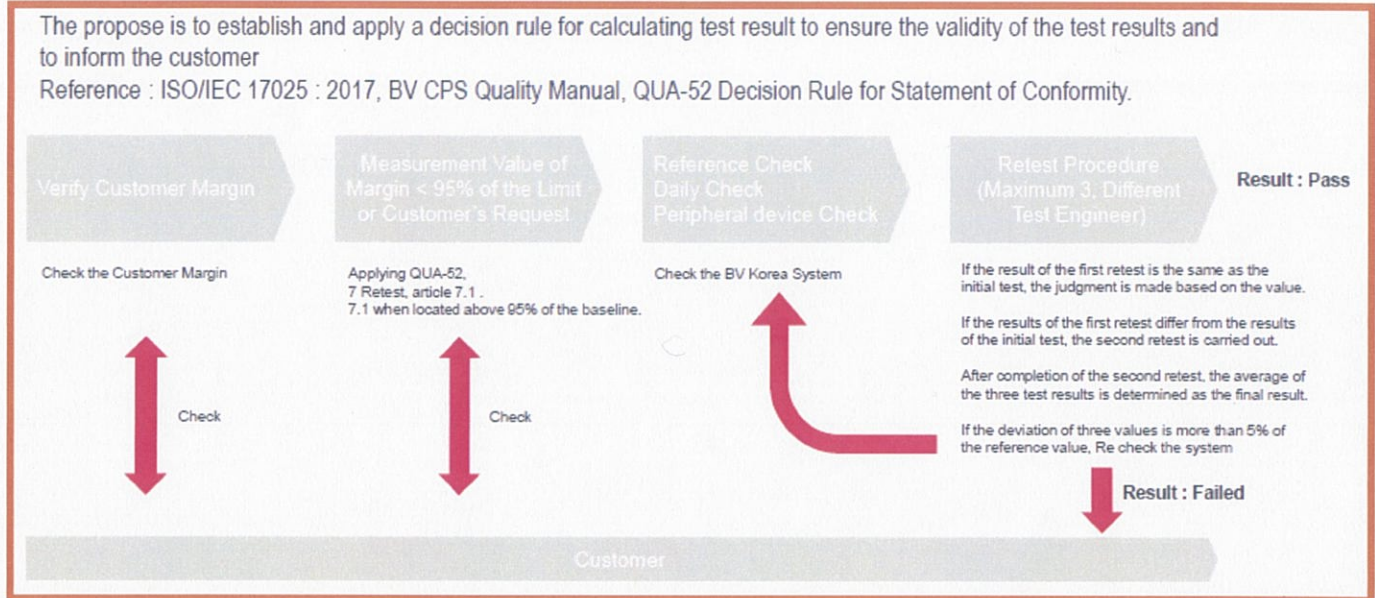 The propose is to establish and apply a decision rule for calculating test result to ensure the validity of the test results and
to inform the customer
Reference : ISO/IEC 17025 : 2017, BV CPS Quality Manual, QUA-52 Decision Rule for Statement of Conformity.
Verify Customer Margin
Measurement Value of
Margin < 95% of the Limit
or Customer's Request
Reference Check
Daily Check
Peripheral device Check
Retest Procedure
(Maximum 3, Different
Test Engineer)
Result : Pass
Check the Customer Margin
Applying QUA-52,
7 Retest, article 7.1 .
7.1 when located above 95% of the baseline.
Check the BV Korea System
If the result of the first retest is the same as the
initial test, the judgment is made based on the value.
If the results of the first retest differ from the results
of the initial test, the second retest is carried out.
After completion of the second retest, the average of
the three test results is determined as the final result.
If the deviation of three values is more than 5% of
the reference value, Re check the system
Check
Check
Result : Failed
Customer